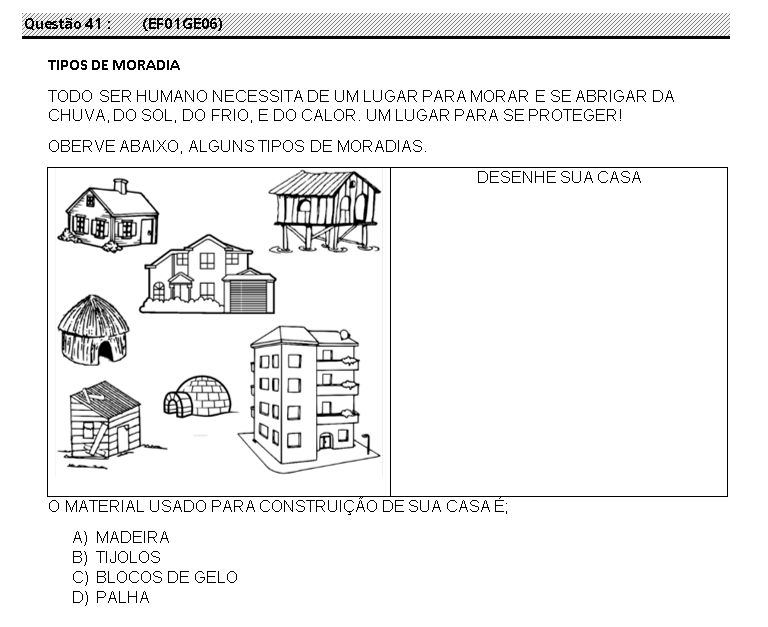 Questão 41 : (EF01GE06)
TIPOS DE MORADIA
TODO SER HUMANO NECESSITA DE UM LUGAR PARA MORAR E SE ABRIGAR DA
CHUVA, DO SOL, DO FRIO, E DO CALOR. UM LUGAR PARA SE PROTEGER!
OBERVE ABAIXO, ALGUNS TIPOS DE MORADIAS.
DESENHE SUA CASA
O MATERIAL USADO PARA CONSTRUIÇÃO DE SUA CASA É;
A) MADEIRA
B) TIJOLOS
C) BLOCOS DE GELO
D) PALHA